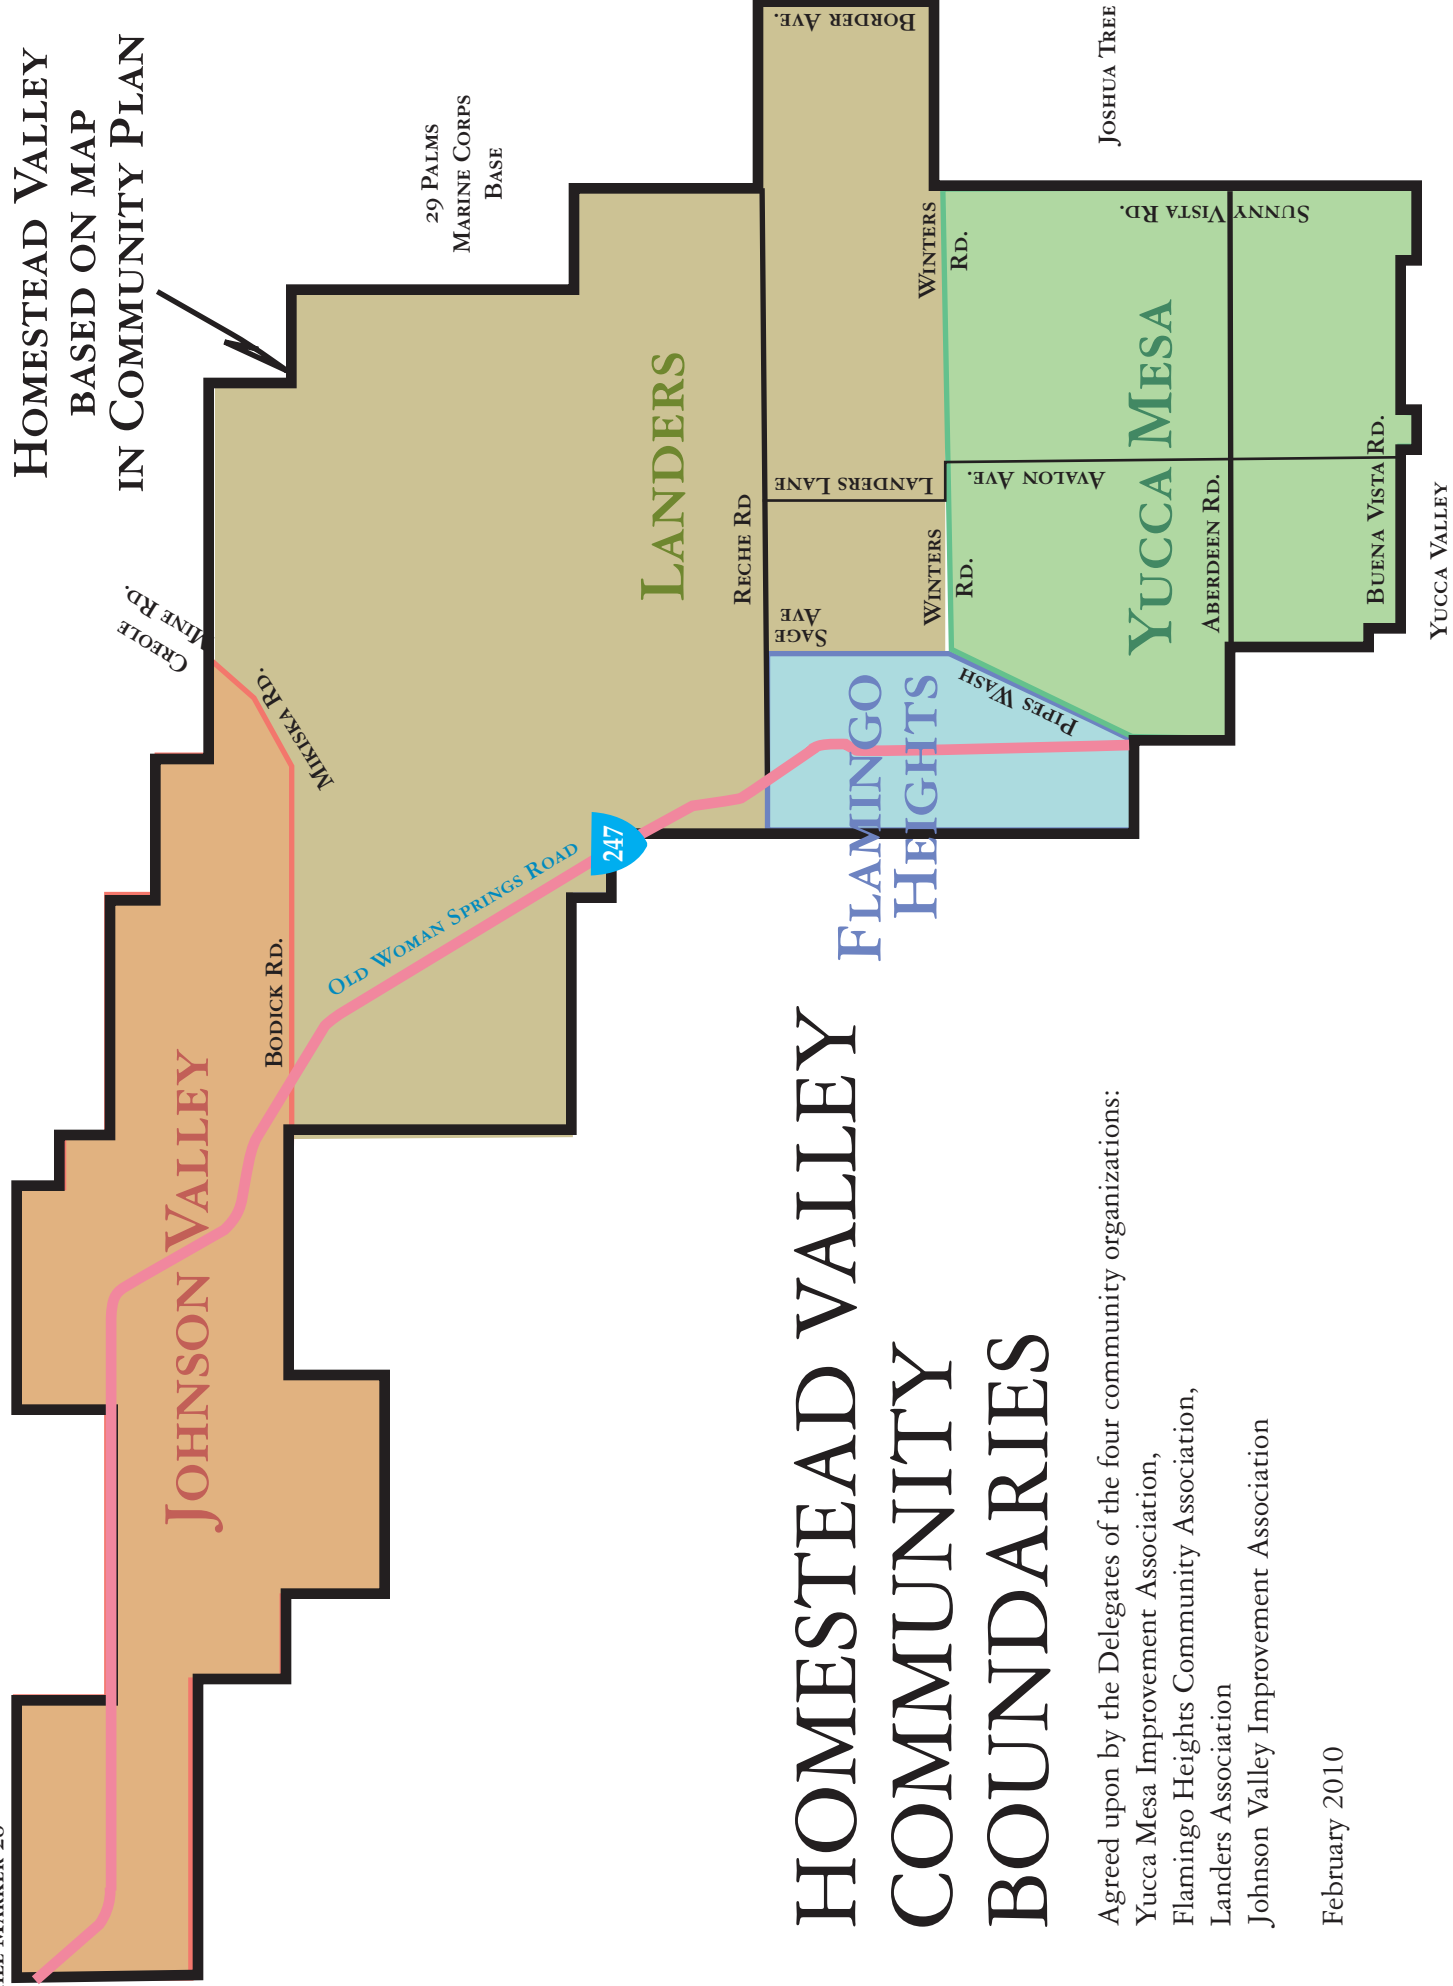 Homestead Valley
based on map
in Community Plan
29 Palms
Marine Corps
Base
Border Ave.
Joshua Tree
Creole
Mine Rd.
Mikiska Rd.
Bodick Rd.
Johnson Valley
Old Woman Springs Road
247
Landers
Reche Rd
Landers Lane
Sage
Ave
Winters
Rd.
Winters
Rd.
Flamingo
Heights
Pipes Wash
Yucca Mesa
Avalon Ave.
Sunny Vista Rd.
Aberdeen Rd.
Buena Vista Rd.
Yucca Valley
HOMESTEAD VALLEY
COMMUNITY
BOUNDARIES
Agreed upon by the Delegates of the four community organizations:
Yucca Mesa Improvement Association,
Flamingo Heights Community Association,
Landers Association
Johnson Valley Improvement Association
February 2010